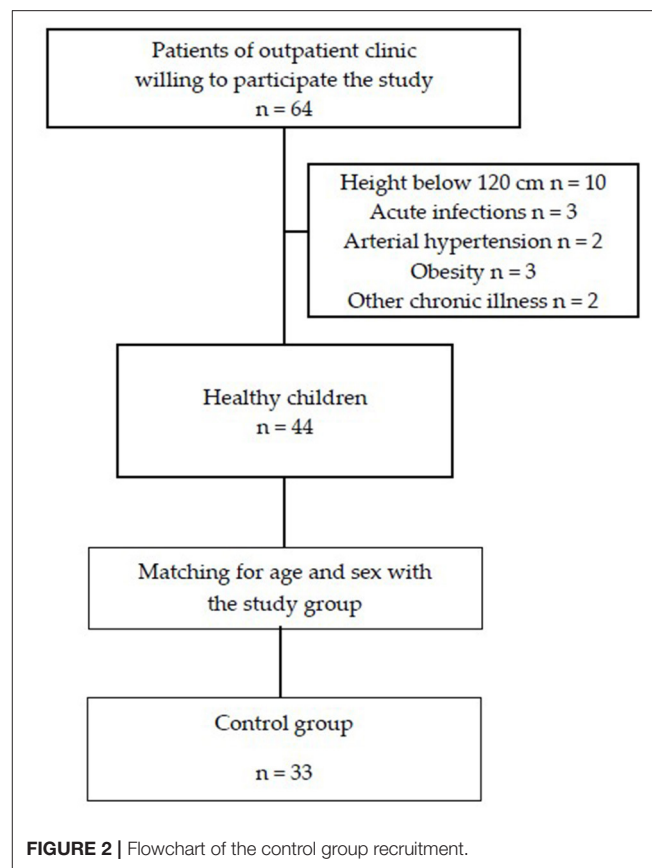 Patients of outpatient clinic
willing to participate the study
n = 64
Height below 120 cm n = 10
Acute infections n = 3
Arterial hypertension n = 2
Obesity n = 3
Other chronic illness n = 2
Healthy children
n = 44
Matching for age and sex with
the study group
Control group
n = 33
FIGURE 2 | Flowchart of the control group recruitment.